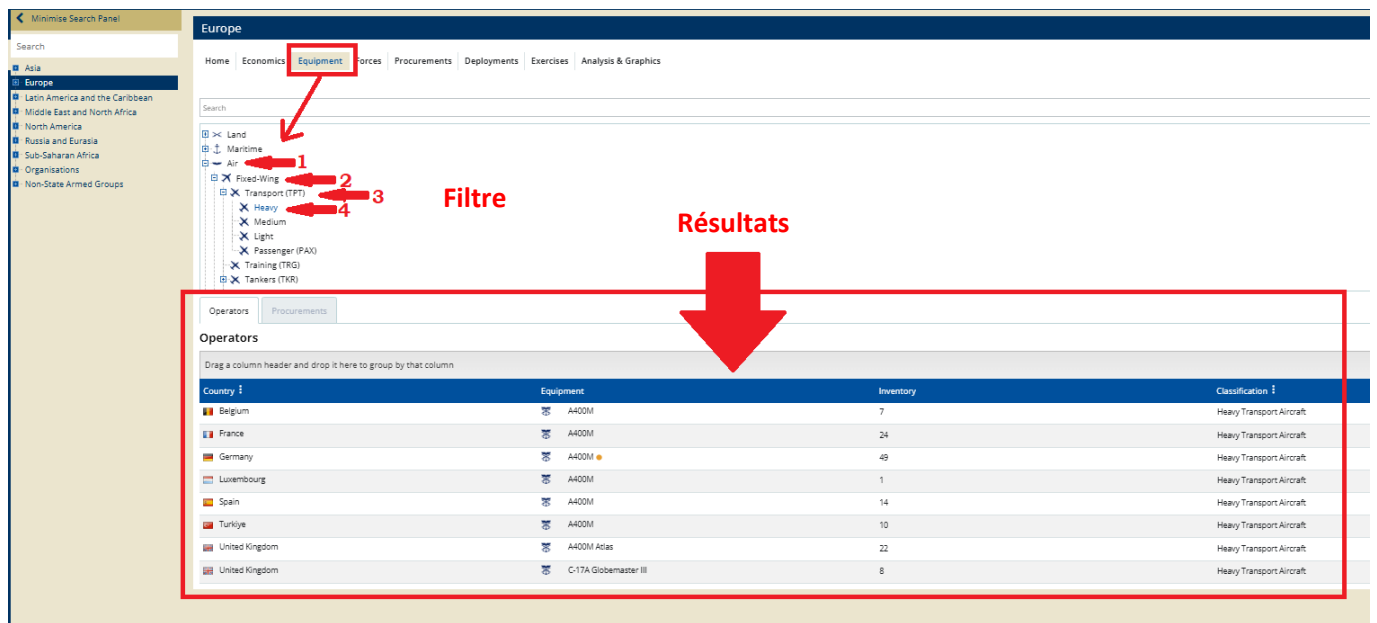 Minimise Search Panel
Search
Asia
Europe
Latin America and the Caribbean
Middle East and North Africa
North America
Russia and Eurasia
Sub-Saharan Africa
Organisations
Non-State Armed Groups
Europe
Home Economics Equipment Forces Procurements Deployments Exercises Analysis & Graphics
Search
Land
Maritime
Air 1
Fixed-Wing 2
Transport (TPT) 3
Heavy 4
Medium
Light
Passenger (PAX)
Training (TRG)
Tankers (TKR)
Filtre
Résultats
Operators Procurements
Operators
Drag a column header and drop it here to group by that column
Country Equipment Inventory Classification
Belgium A400M 7 Heavy Transport Aircraft
France A400M 24 Heavy Transport Aircraft
Germany A400M 49 Heavy Transport Aircraft
Luxembourg A400M 1 Heavy Transport Aircraft
Spain A400M 14 Heavy Transport Aircraft
Turkiye A400M 10 Heavy Transport Aircraft
United Kingdom A400M Atlas 22 Heavy Transport Aircraft
United Kingdom C-17A Globemaster III 8 Heavy Transport Aircraft